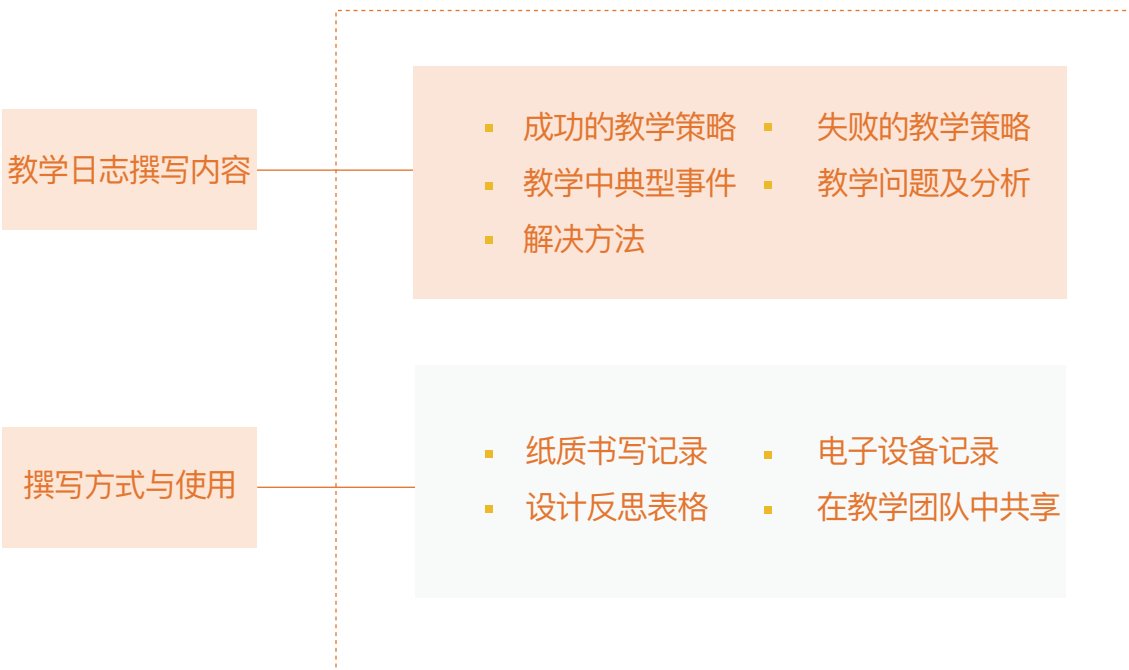 教学日志撰写内容
成功的教学策略
失败的教学策略
教学中典型事件
教学问题及分析
解决方法
撰写方式与使用
纸质书写记录
电子设备记录
设计反思表格
在教学团队中共享